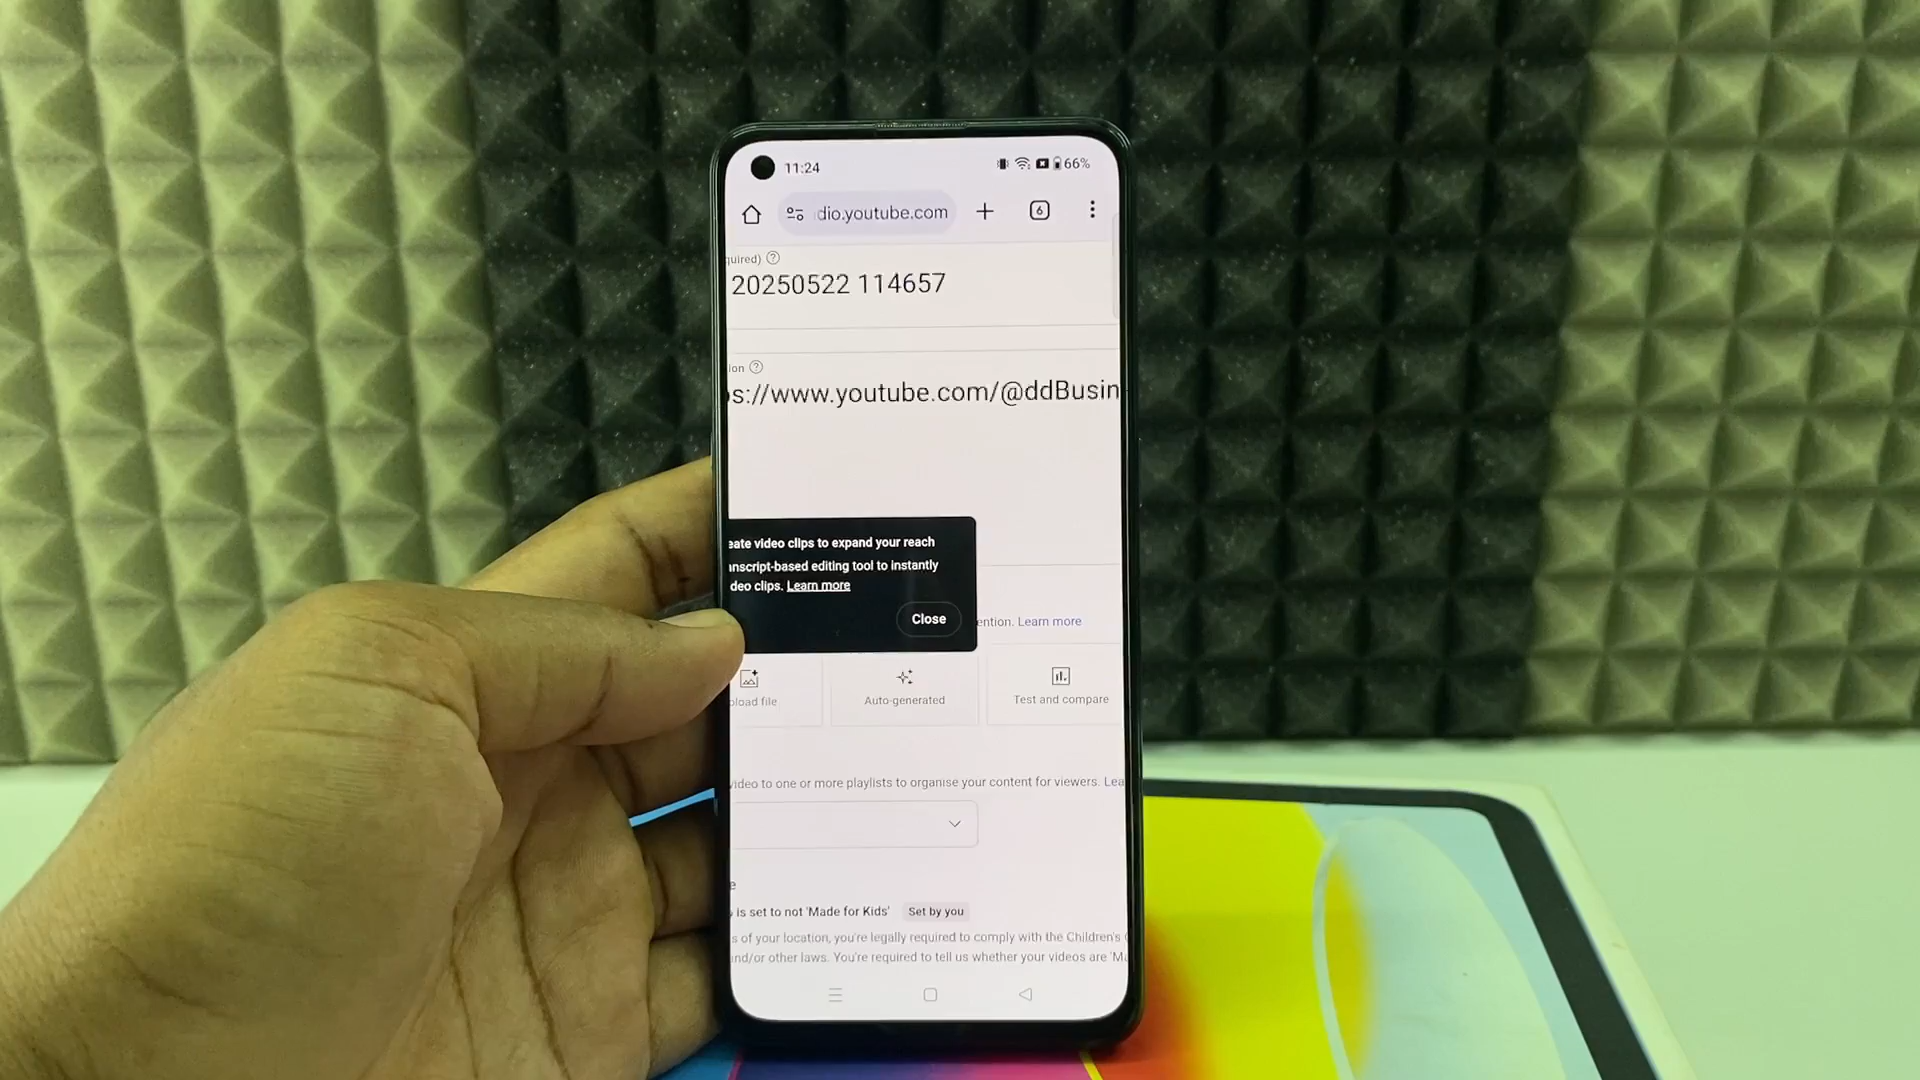 11:24
66%
dio.youtube.com
6
quired)
20250522 114657
ion
s://www.youtube.com/@ddBusin
eate video clips to expand your reach
anscript-based editing tool to instantly
deo clips. Learn more
Close
ention. Learn more
pload file
Auto-generated
Test and compare
video to one or more playlists to organise your content for viewers. Lea
e
is set to not 'Made for Kids' Set by you
s of your location, you're legally required to comply with the Children's
and/or other laws. You're required to tell us whether your videos are 'Ma